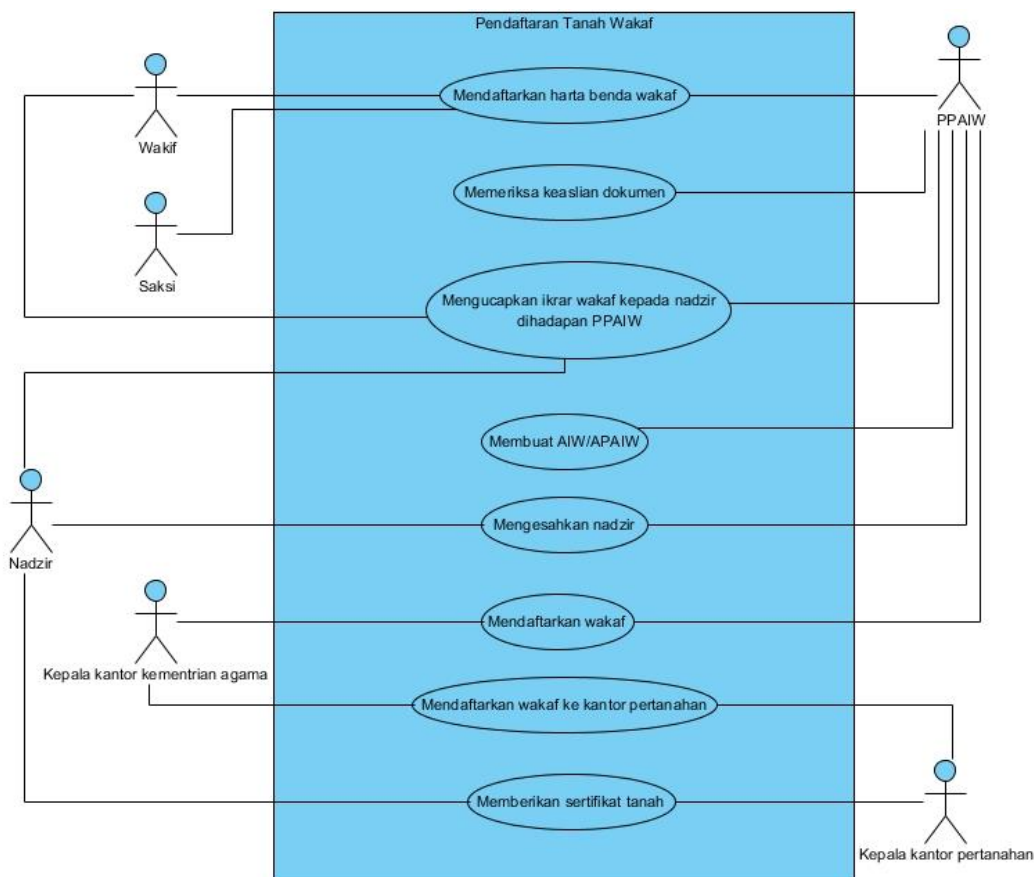 Pendaftaran Tanah Wakaf
Mendaftarkan harta benda wakaf
Wakif
PPAIW
Memeriksa keaslian dokumen
Saksi
Mengucapkan ikrar wakaf kepada nadzir
dihadapan PPAIW
Membuat AIW/APAIW
Mengesahkan nadzir
Nadzir
Mendaftarkan wakaf
Kepala kantor kementrian agama
Mendaftarkan wakaf ke kantor pertanahan
Memberikan sertifikat tanah
Kepala kantor pertanahan